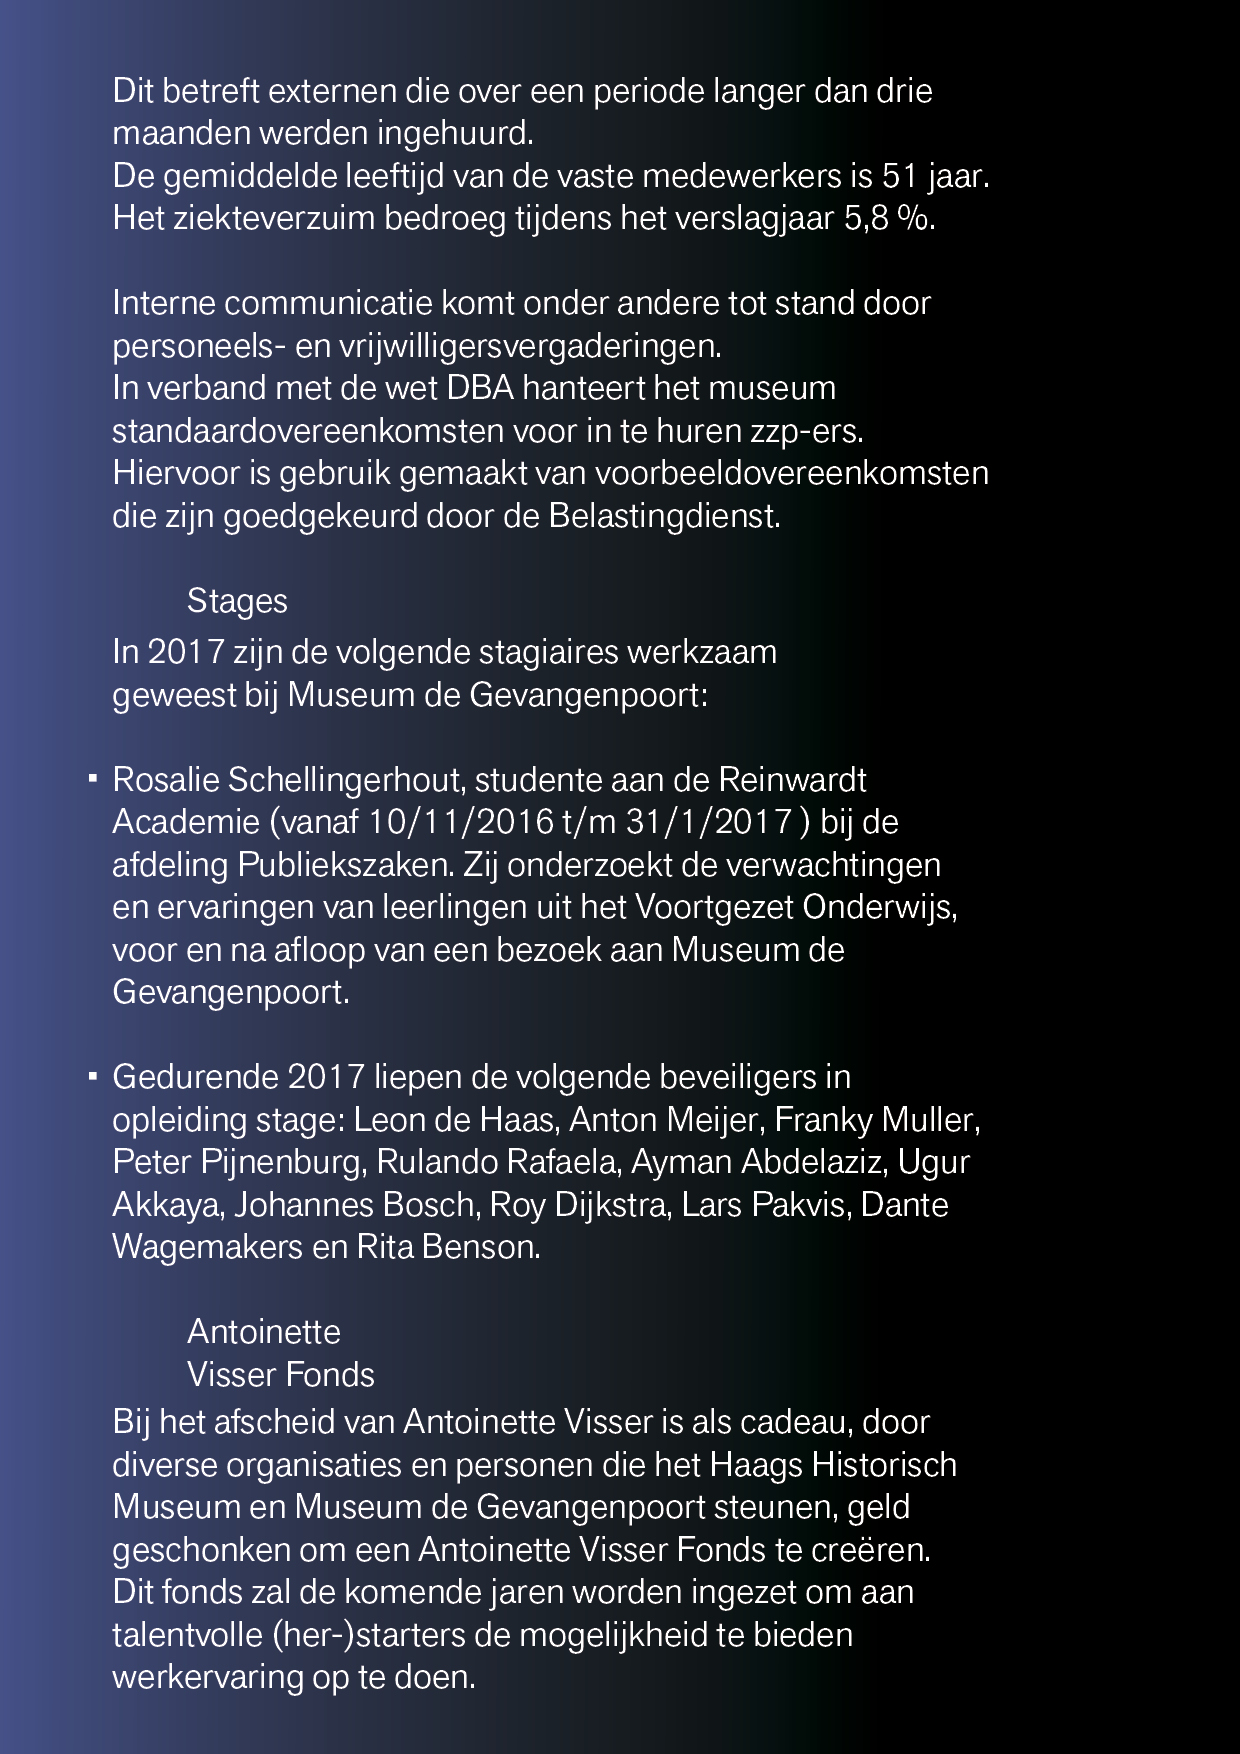 Dit betreft externen die over een periode langer dan drie
maanden werden ingehuurd.
De gemiddelde leeftijd van de vaste medewerkers is 51 jaar.
Het ziekteverzuim bedroeg tijdens het verslagjaar 5,8 %.
Interne communicatie komt onder andere tot stand door
personeels- en vrijwilligersvergaderingen.
In verband met de wet DBA hanteert het museum
standaardovereenkomsten voor in te huren zzp-ers.
Hiervoor is gebruik gemaakt van voorbeeldovereenkomsten
die zijn goedgekeurd door de Belastingdienst.
Stages
In 2017 zijn de volgende stagiaires werkzaam
geweest bij Museum de Gevangenpoort:
▪ Rosalie Schellingerhout, studente aan de Reinwardt
Academie (vanaf 10/11/2016 t/m 31/1/2017 ) bij de
afdeling Publiekszaken. Zij onderzoekt de verwachtingen
en ervaringen van leerlingen uit het Voortgezet Onderwijs,
voor en na afloop van een bezoek aan Museum de
Gevangenpoort.
▪ Gedurende 2017 liepen de volgende beveiligers in
opleiding stage: Leon de Haas, Anton Meijer, Franky Muller,
Peter Pijnenburg, Rulando Rafaela, Ayman Abdelaziz, Ugur
Akkaya, Johannes Bosch, Roy Dijkstra, Lars Pakvis, Dante
Wagemakers en Rita Benson.
Antoinette
Visser Fonds
Bij het afscheid van Antoinette Visser is als cadeau, door
diverse organisaties en personen die het Haags Historisch
Museum en Museum de Gevangenpoort steunen, geld
geschonken om een Antoinette Visser Fonds te creëren.
Dit fonds zal de komende jaren worden ingezet om aan
talentvolle (her-)starters de mogelijkheid te bieden
werkervaring op te doen.